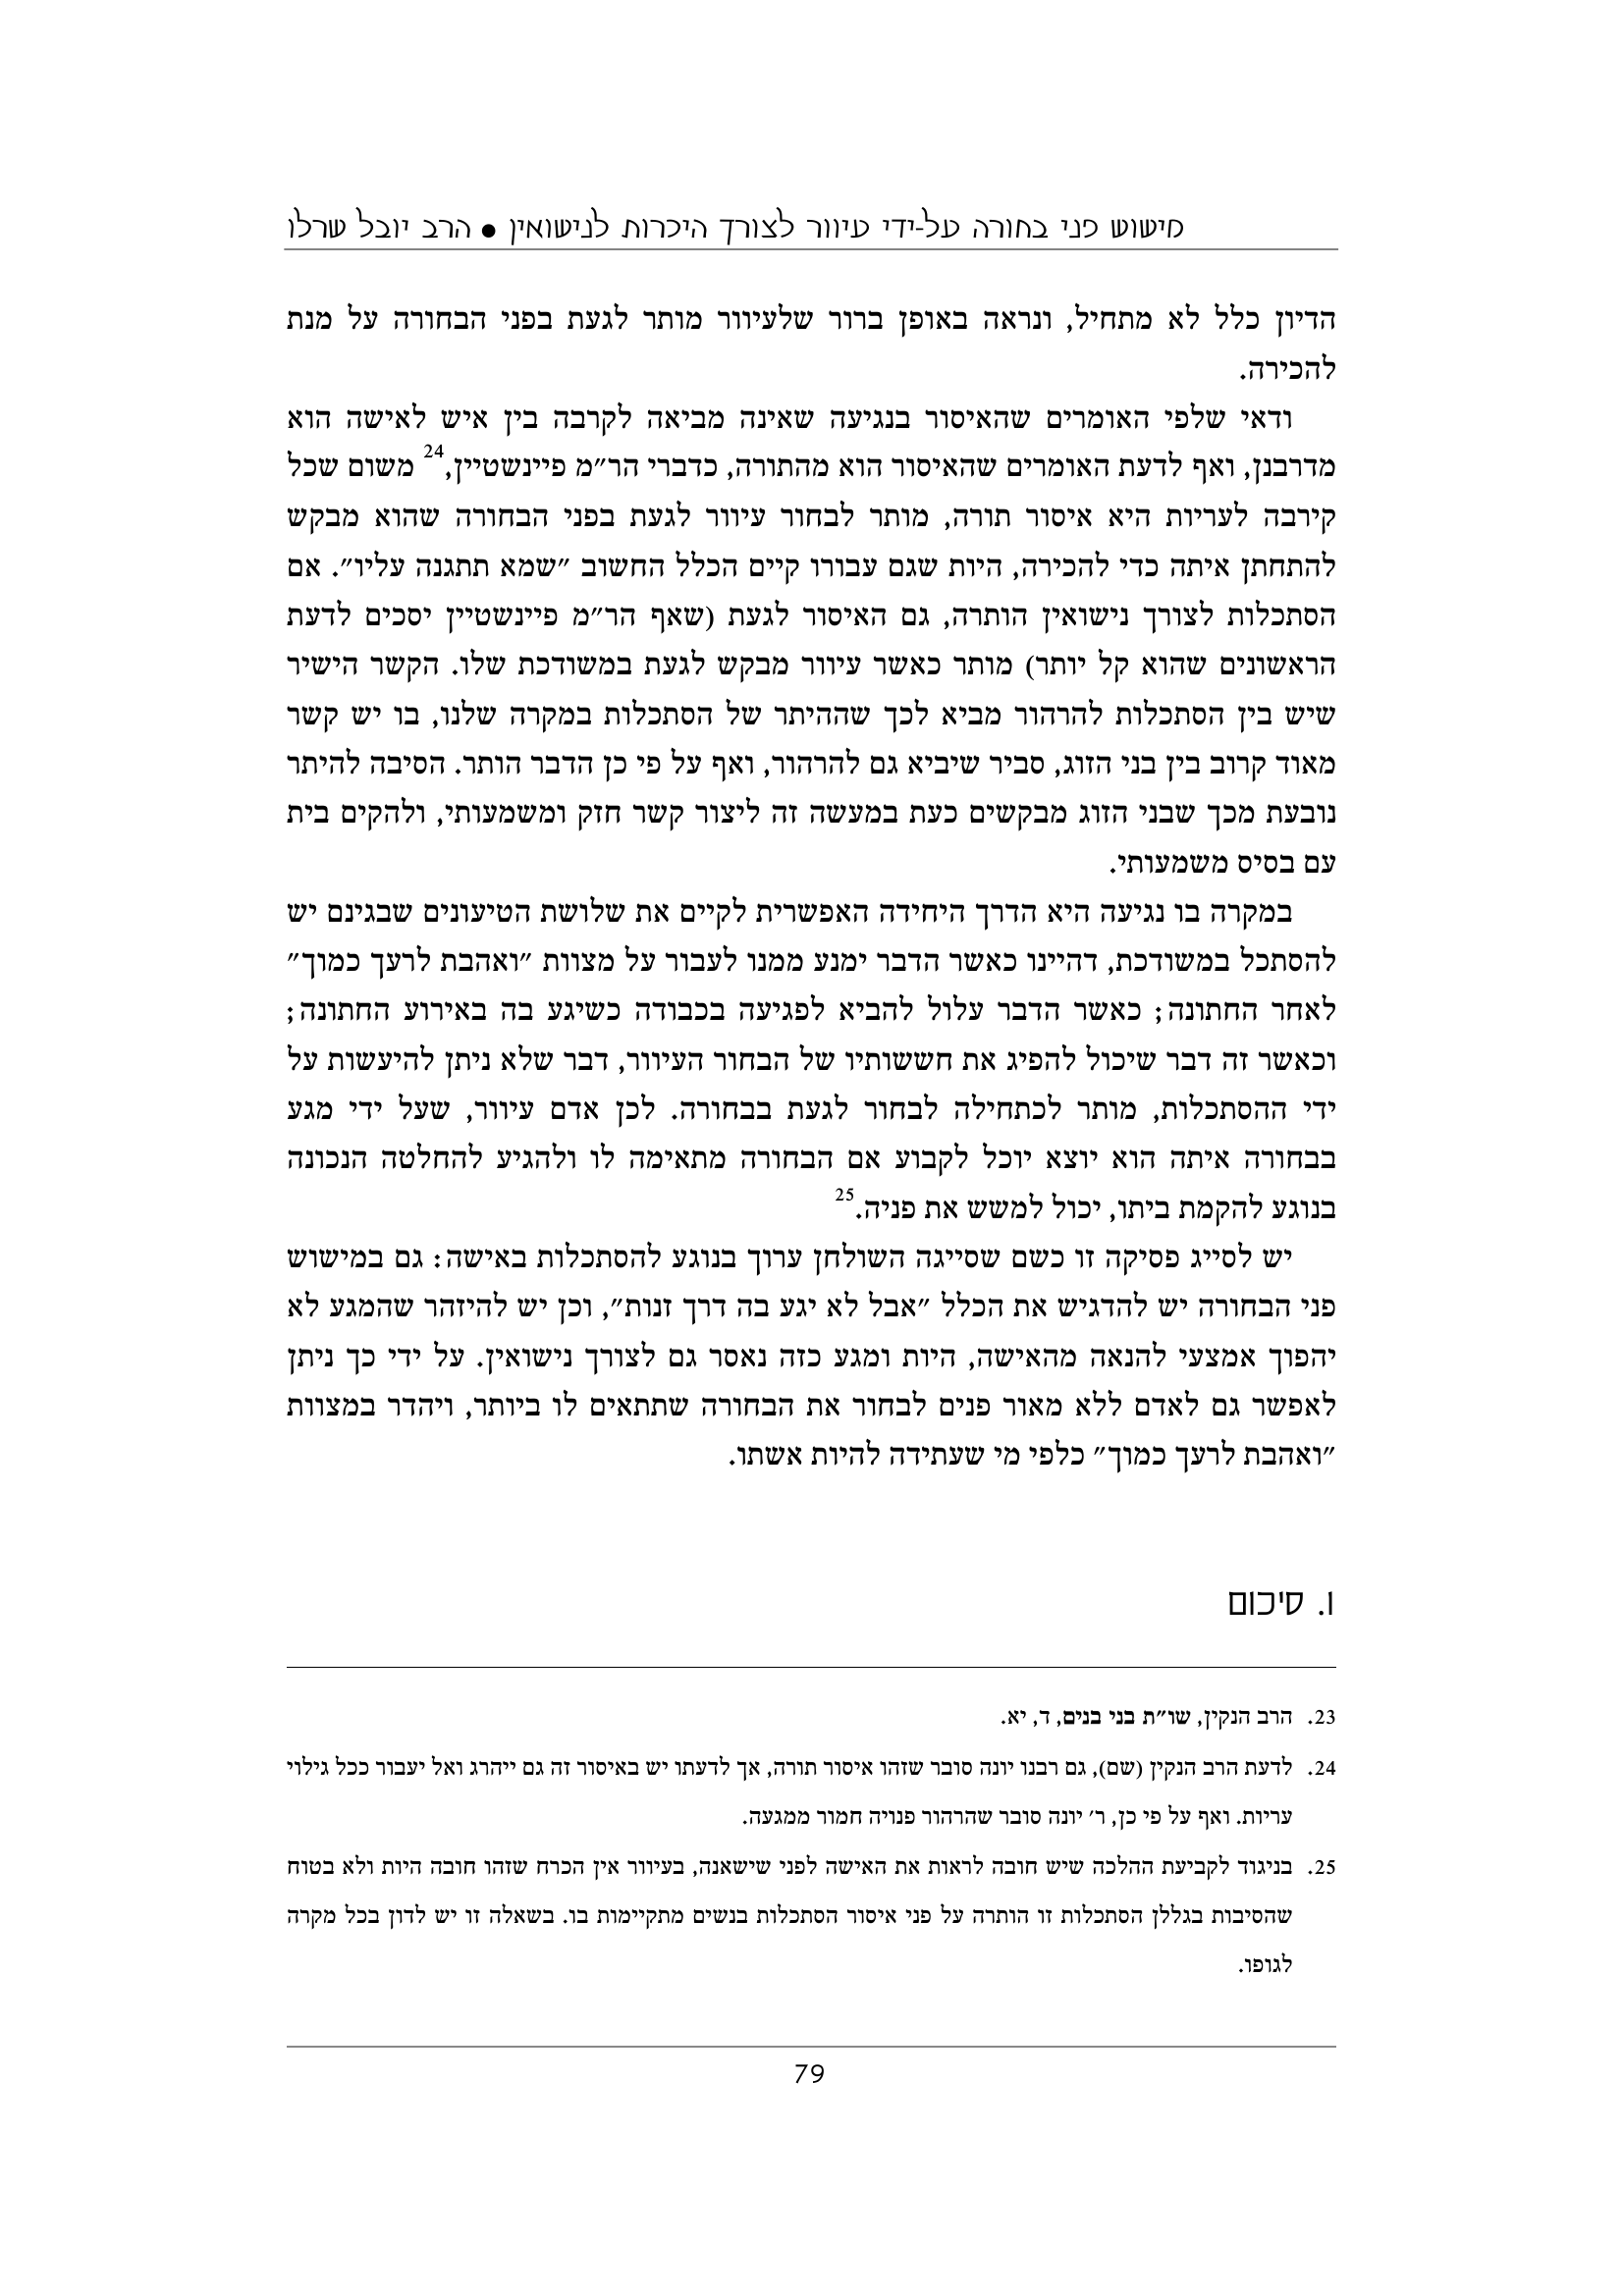 מישוש פני בחורה על-ידי עיוור לצורך היכרות לנישואין ● הרב יובל שרלו
הדיון כלל לא מתחיל, ונראה באופן ברור שלעיוור מותר לגעת בפני הבחורה על מנת
להכירה.
ודאי שלפי האומרים שהאיסור בנגיעה שאינה מביאה לקרבה בין איש לאישה הוא
מדרבנן, ואף לדעת האומרים שהאיסור הוא מהתורה, כדברי הר״מ פיינשטיין,24 משום שכל
קירבה לעריות היא איסור תורה, מותר לבחור עיוור לגעת בפני הבחורה שהוא מבקש
להתחתן איתה כדי להכירה, היות שגם עבורו קיים הכלל החשוב ״שמא תתגנה עליו״. אם
הסתכלות לצורך נישואין הותרה, גם האיסור לגעת (שאף הר״מ פיינשטיין יסכים לדעת
הראשונים שהוא קל יותר) מותר כאשר עיוור מבקש לגעת במשודכת שלו. הקשר הישיר
שיש בין הסתכלות להרהור מביא לכך שההיתר של הסתכלות במקרה שלנו, בו יש קשר
מאוד קרוב בין בני הזוג, סביר שיביא גם להרהור, ואף על פי כן הדבר הותר. הסיבה להיתר
נובעת מכך שבני הזוג מבקשים כעת במעשה זה ליצור קשר חזק ומשמעותי, ולהקים בית
עם בסיס משמעותי.
במקרה בו נגיעה היא הדרך היחידה האפשרית לקיים את שלושת הטיעונים שבגינם יש
להסתכל במשודכת, דהיינו כאשר הדבר ימנע ממנו לעבור על מצוות ״ואהבת לרעך כמוך״
לאחר החתונה; כאשר הדבר עלול להביא לפגיעה בכבודה כשיגע בה באירוע החתונה;
וכאשר זה דבר שיכול להפיג את חששותיו של הבחור העיוור, דבר שלא ניתן להיעשות על
ידי ההסתכלות, מותר לכתחילה לבחור לגעת בבחורה. לכן אדם עיוור, שעל ידי מגע
בבחורה איתה הוא יוצא יוכל לקבוע אם הבחורה מתאימה לו ולהגיע להחלטה הנכונה
בנוגע להקמת ביתו, יכול למשש את פניה.25
יש לסייג פסיקה זו כשם שסייגה השולחן ערוך בנוגע להסתכלות באישה: גם במישוש
פני הבחורה יש להדגיש את הכלל ״אבל לא יגע בה דרך זנות״, וכן יש להיזהר שהמגע לא
יהפוך אמצעי להנאה מהאישה, היות ומגע כזה נאסר גם לצורך נישואין. על ידי כך ניתן
לאפשר גם לאדם ללא מאור פנים לבחור את הבחורה שתתאים לו ביותר, ויהדר במצוות
״ואהבת לרעך כמוך״ כלפי מי שעתידה להיות אשתו.
ו. סיכום
23. הרב הנקין, שו״ת בני בנים, ד, יא.
24. לדעת הרב הנקין (שם), גם רבנו יונה סובר שזהו איסור תורה, אך לדעתו יש באיסור זה גם ייהרג ואל יעבור ככל גילוי
עריות. ואף על פי כן, ר׳ יונה סובר שהרהור פנויה חמור ממגעה.
25. בניגוד לקביעת ההלכה שיש חובה לראות את האישה לפני שישאנה, בעיוור אין הכרח שזהו חובה היות ולא בטוח
שהסיבות בגללן הסתכלות זו הותרה על פני איסור הסתכלות בנשים מתקיימות בו. בשאלה זו יש לדון בכל מקרה
לגופו.
79